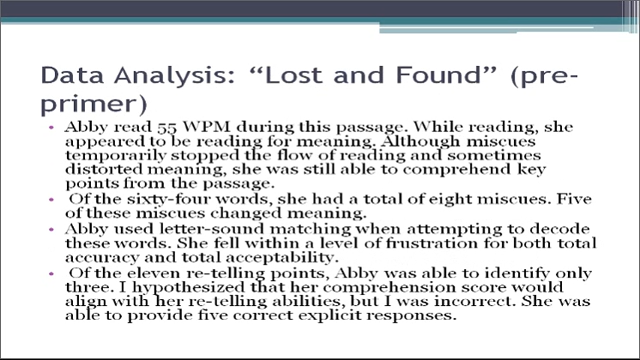 Data Analysis: “Lost and Found” (pre-
primer)
• Abby read 55 WPM during this passage. While reading, she
appeared to be reading for meaning. Although miscues
temporarily stopped the flow of reading and sometimes
distorted meaning, she was still able to comprehend key
points from the passage.
• Of the sixty-four words, she had a total of eight miscues. Five
of these miscues changed meaning.
• Abby used letter-sound matching when attempting to decode
these words. She fell within a level of frustration for both total
accuracy and total acceptability.
• Of the eleven re-telling points, Abby was able to identify only
three. I hypothesized that her comprehension score would
align with her re-telling abilities, but I was incorrect. She was
able to provide five correct explicit responses.